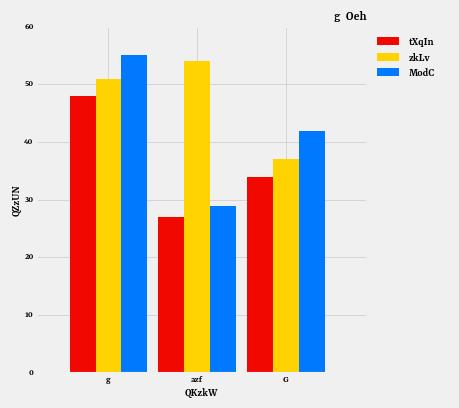 g Oeh
tXqIn
zkLv
ModC
60
50
40
30
20
10
0
QZzUN
g azf G
QKzkW